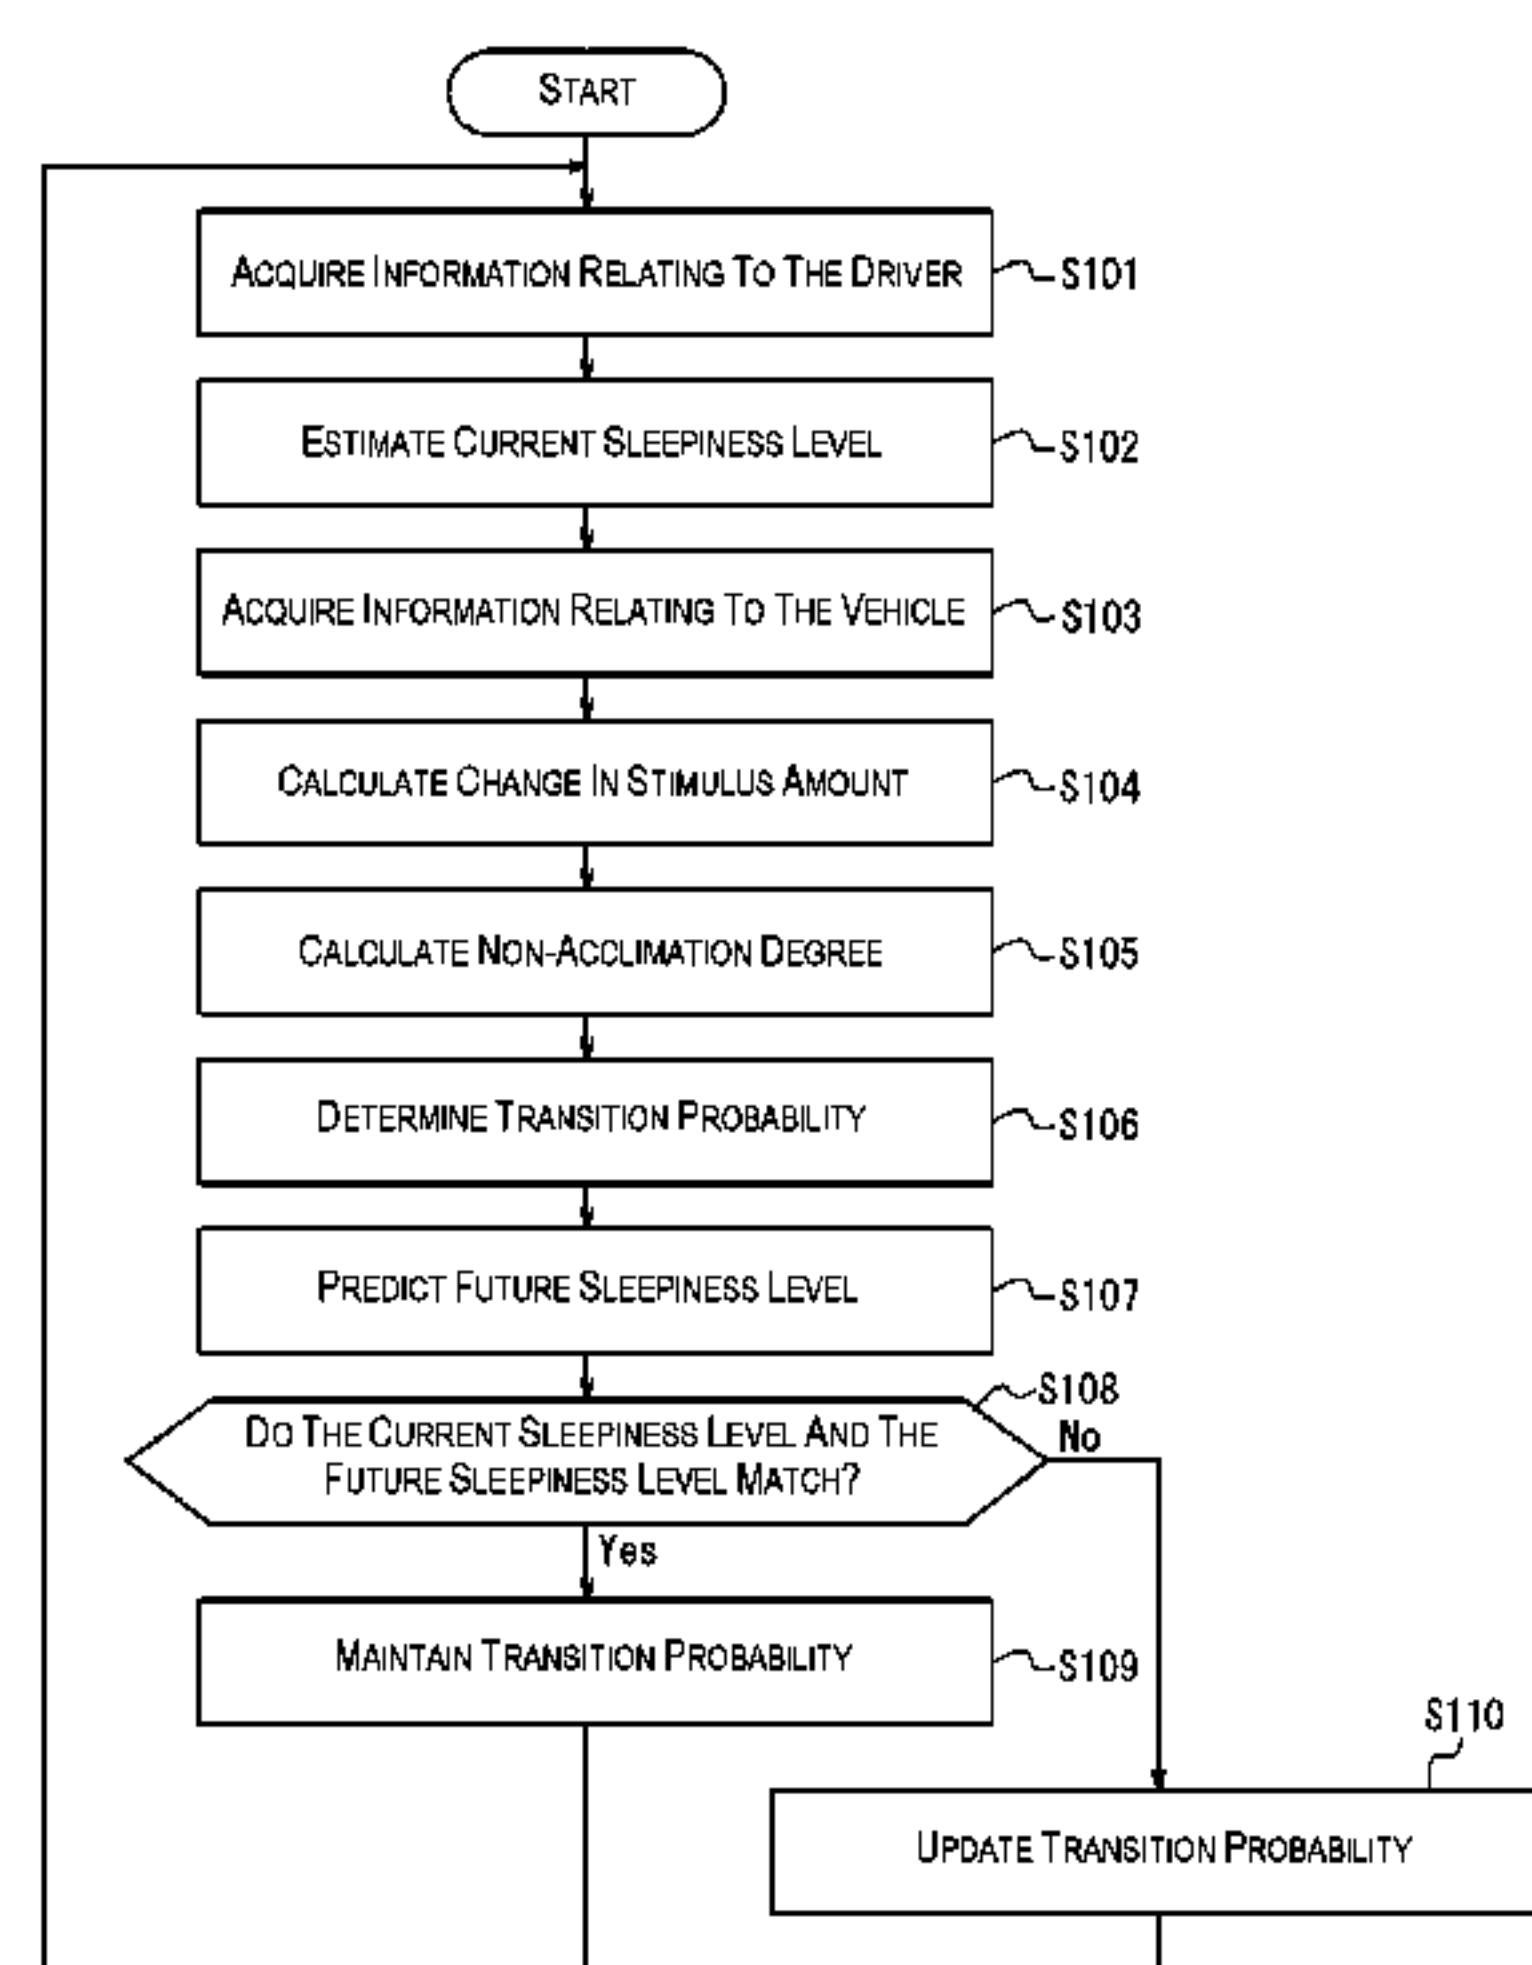 START
ACQUIRE INFORMATION RELATING TO THE DRIVER
S101
ESTIMATE CURRENT SLEEPINESS LEVEL
S102
ACQUIRE INFORMATION RELATING TO THE VEHICLE
S103
CALCULATE CHANGE IN STIMULUS AMOUNT
S104
CALCULATE NON-ACCLIMATION DEGREE
S105
DETERMINE TRANSITION PROBABILITY
S106
PREDICT FUTURE SLEEPINESS LEVEL
S107
S108
DO THE CURRENT SLEEPINESS LEVEL AND THE
FUTURE SLEEPINESS LEVEL MATCH?
No
Yes
MAINTAIN TRANSITION PROBABILITY
S109
S110
UPDATE TRANSITION PROBABILITY